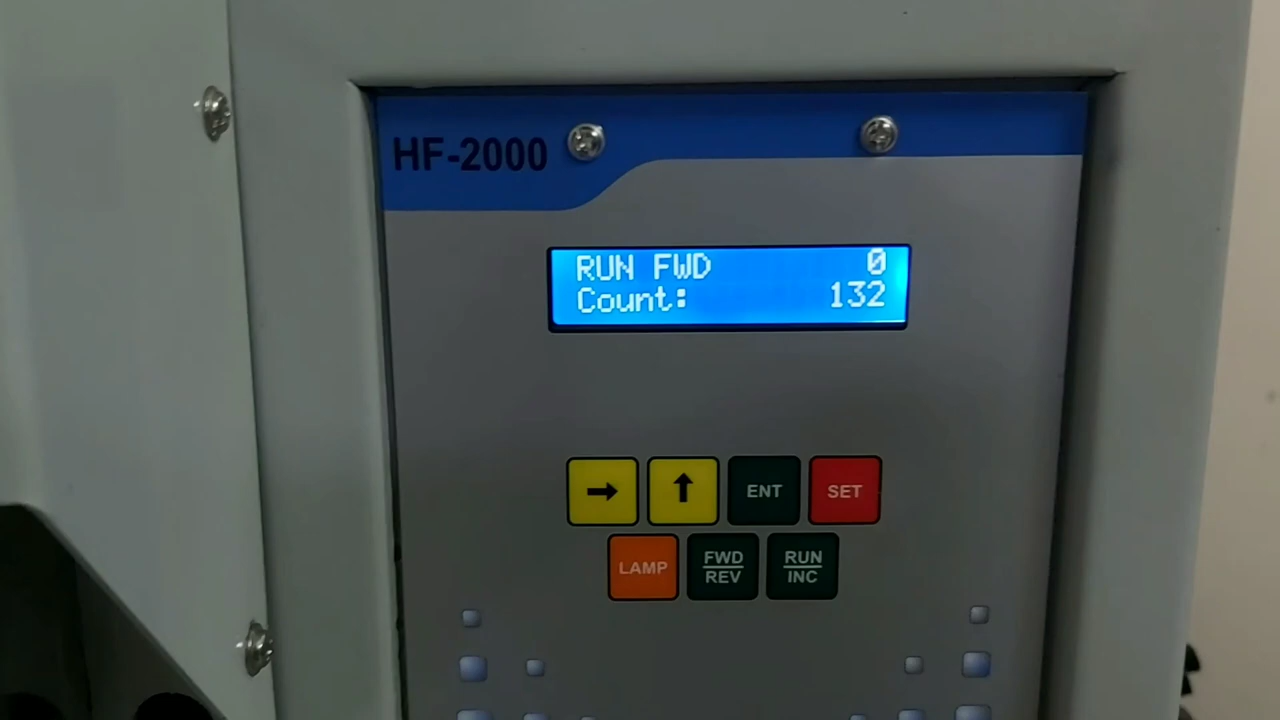 HF-2000
RUN FWD 0
Count: 132
→ ↑ ENT SET
LAMP FWD/REV RUN/INC